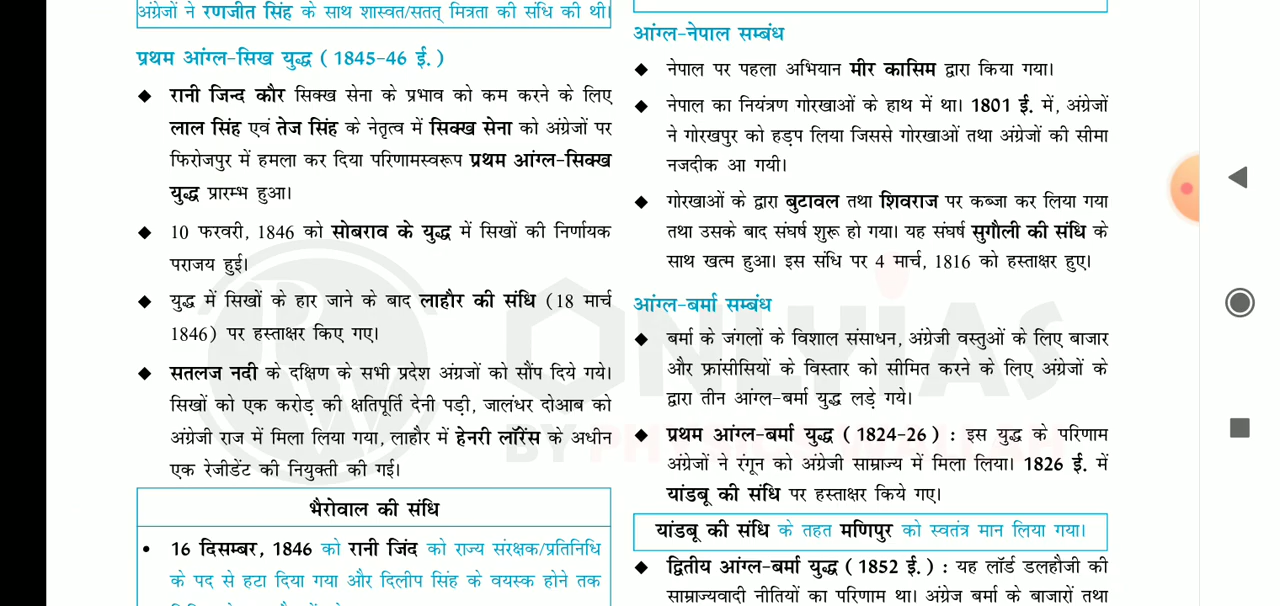 अंग्रेजों ने रणजीत सिंह के साथ शास्वत/सतत् मित्रता की संधि की थी।
प्रथम आंग्ल-सिख युद्ध ( 1845-46 ई. )
◆ रानी जिन्द कौर सिक्ख सेना के प्रभाव को कम करने के लिए
लाल सिंह एवं तेज सिंह के नेतृत्व में सिक्ख सेना को अंग्रेजों पर
फिरोजपुर में हमला कर दिया परिणामस्वरूप प्रथम आंग्ल-सिक्ख
युद्ध प्रारम्भ हुआ।
◆ 10 फरवरी, 1846 को सोबराव के युद्ध में सिखों की निर्णायक
पराजय हुई।
◆ युद्ध में सिखों के हार जाने के बाद लाहौर की संधि (18 मार्च
1846) पर हस्ताक्षर किए गए।
◆ सतलज नदी के दक्षिण के सभी प्रदेश अंग्रजों को सौंप दिये गये।
सिखों को एक करोड़ की क्षतिपूर्ति देनी पड़ी, जालंधर दोआब को
अंग्रेजी राज में मिला लिया गया, लाहौर में हेनरी लॉरेंस के अधीन
एक रेजीडेंट की नियुक्ती की गई।
भैरोवाल की संधि
• 16 दिसम्बर, 1846 को रानी जिंद को राज्य संरक्षक/प्रतिनिधि
के पद से हटा दिया गया और दिलीप सिंह के वयस्क होने तक
आंग्ल-नेपाल सम्बंध
◆ नेपाल पर पहला अभियान मीर कासिम द्वारा किया गया।
◆ नेपाल का नियंत्रण गोरखाओं के हाथ में था। 1801 ई. में, अंग्रेजों
ने गोरखपुर को हड़प लिया जिससे गोरखाओं तथा अंग्रेजों की सीमा
नजदीक आ गयी।
◆ गोरखाओं के द्वारा बुटावल तथा शिवराज पर कब्जा कर लिया गया
तथा उसके बाद संघर्ष शुरू हो गया। यह संघर्ष सुगौली की संधि के
साथ खत्म हुआ। इस संधि पर 4 मार्च, 1816 को हस्ताक्षर हुए।
आंग्ल-बर्मा सम्बंध
◆ बर्मा के जंगलों के विशाल संसाधन, अंग्रेजी वस्तुओं के लिए बाजार
और फ्रांसीसियों के विस्तार को सीमित करने के लिए अंग्रेजों के
द्वारा तीन आंग्ल-बर्मा युद्ध लड़े गये।
◆ प्रथम आंग्ल-बर्मा युद्ध (1824-26) : इस युद्ध के परिणाम
अंग्रेजों ने रंगून को अंग्रेजी साम्राज्य में मिला लिया। 1826 ई. में
यांडबू की संधि पर हस्ताक्षर किये गए।
यांडबू की संधि के तहत मणिपुर को स्वतंत्र मान लिया गया।
◆ द्वितीय आंग्ल-बर्मा युद्ध (1852 ई.) : यह लॉर्ड डलहौजी की
साम्राज्यवादी नीतियों का परिणाम था। अंग्रेज बर्मा के बाजारों तथा
ONLYIAS
BY PHYSICS WALLAH